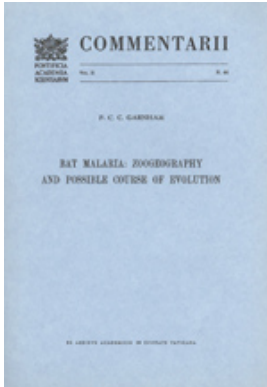 COMMENTARII
PONTIFICIA
ACADEMIA
SCIENTIARVM
Vol. II
P. C. C. GARNHAM
BAT MALARIA: ZOOGEOGRAPHY
AND POSSIBLE COURSE OF EVOLUTION
EX AEDIBVS ACADEMICIS IN CIVITATE VATICANA